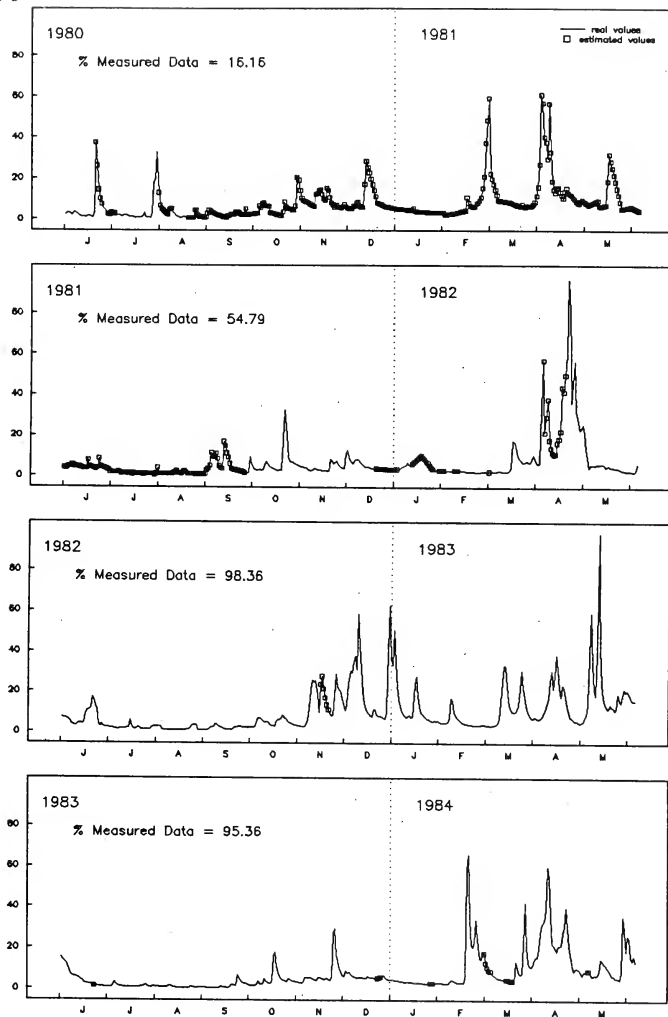 1980
1981
real values
estimated values
% Measured Data = 16.16
80
60
40
20
0
J J A S O N D J F M A M
1981
1982
% Measured Data = 54.79
80
60
40
20
0
J J A S O N D J F M A M
1982
1983
% Measured Data = 98.36
80
60
40
20
0
J J A S O N D J F M A M
1983
1984
% Measured Data = 95.36
80
60
40
20
0
J J A S O N D J F M A M